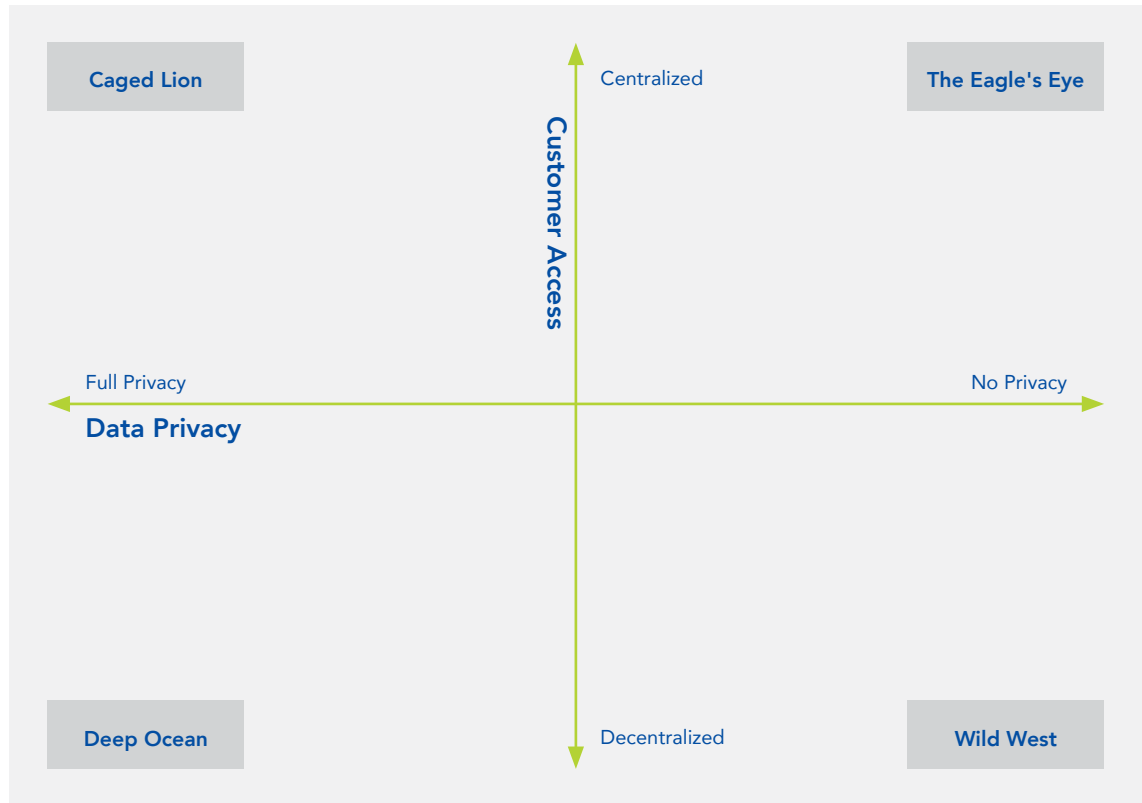 Caged Lion
Centralized
The Eagle's Eye
Customer Access
Full Privacy
No Privacy
Data Privacy
Deep Ocean
Decentralized
Wild West